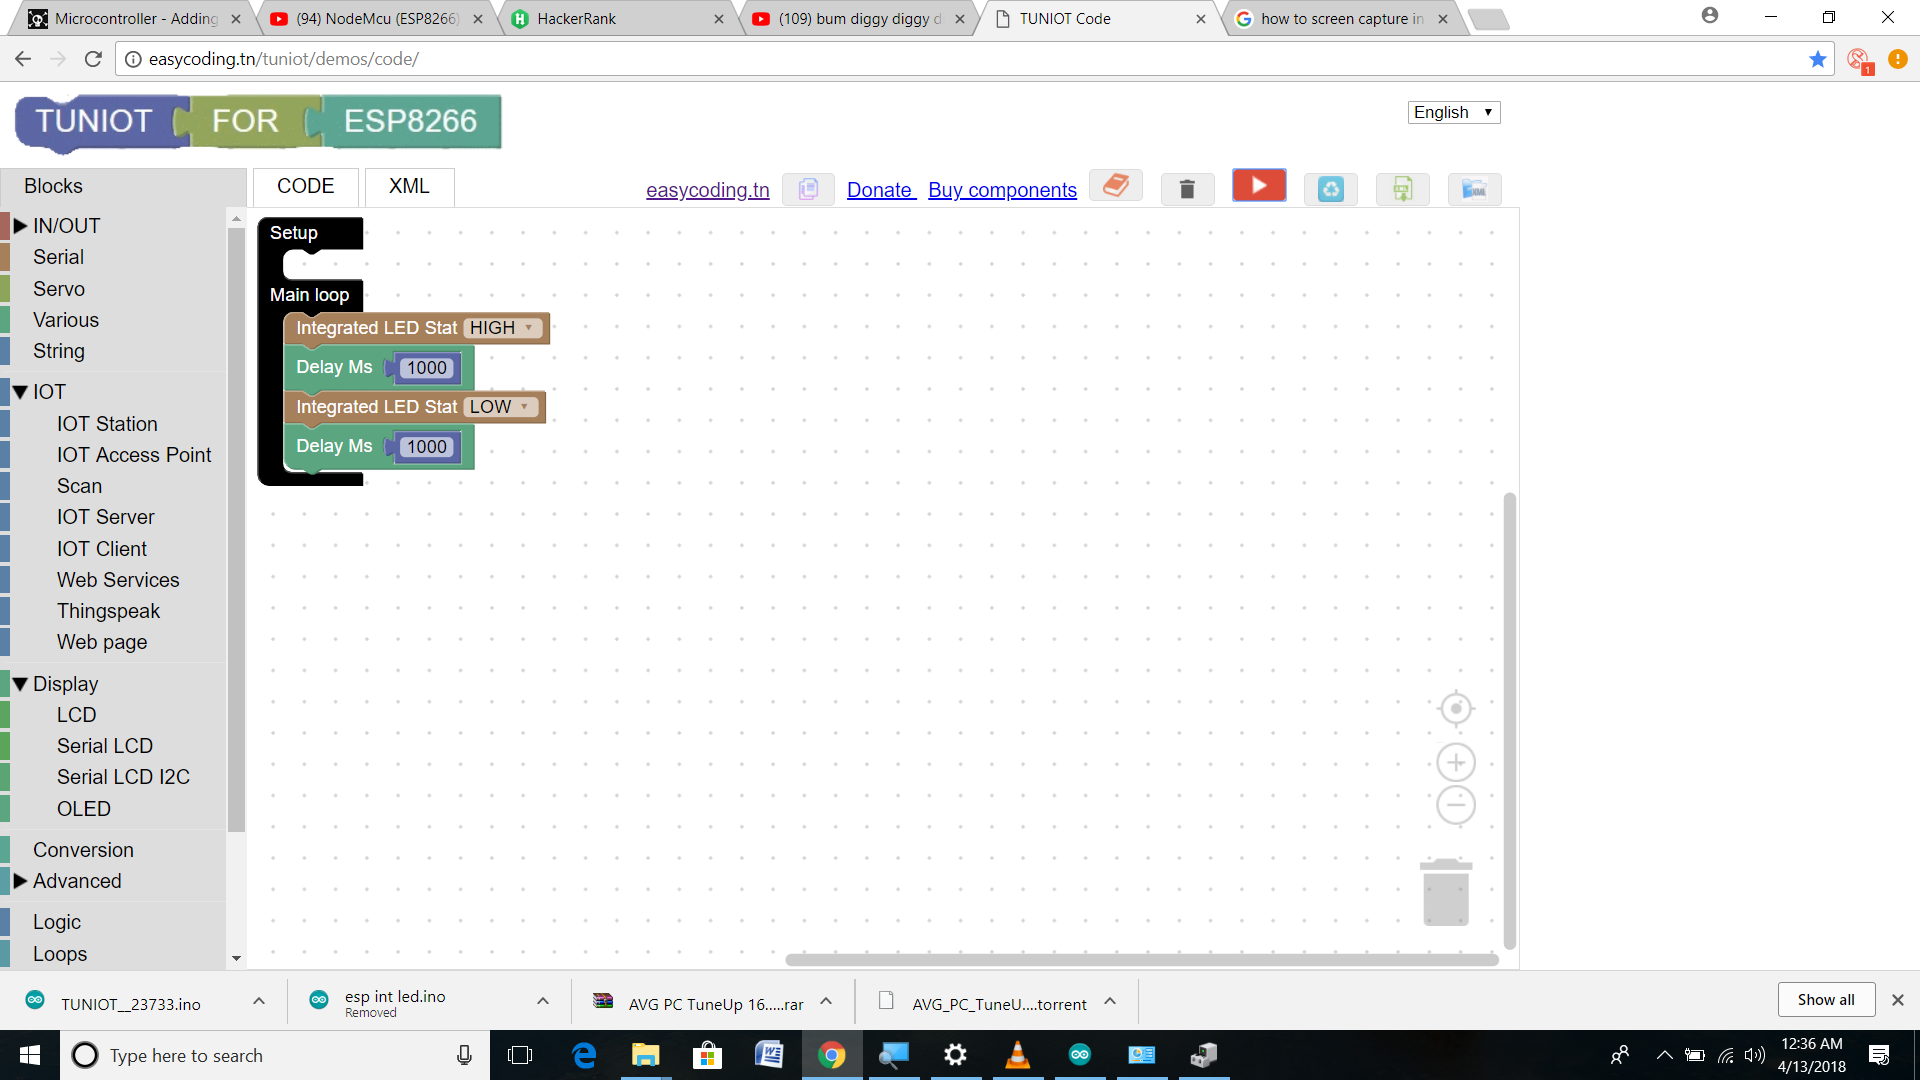 Microcontroller - Adding
(94) NodeMcu (ESP8266)
HackerRank
(109) bum diggy diggy d
TUNIOT Code
how to screen capture in
easycoding.tn/tuniot/demos/code/
1
TUNIOT FOR ESP8266
English
Blocks
CODE
XML
easycoding.tn
Donate
Buy components
XML
IN/OUT
Serial
Servo
Various
String
IOT
IOT Station
IOT Access Point
Scan
IOT Server
IOT Client
Web Services
Thingspeak
Web page
Display
LCD
Serial LCD
Serial LCD I2C
OLED
Conversion
Advanced
Logic
Loops
Setup
Main loop
Integrated LED Stat HIGH
Delay Ms 1000
Integrated LED Stat LOW
Delay Ms 1000
TUNIOT__23733.ino
esp int led.ino
Removed
AVG PC TuneUp 16.....rar
AVG_PC_TuneU....torrent
Show all
Type here to search
12:36 AM
4/13/2018